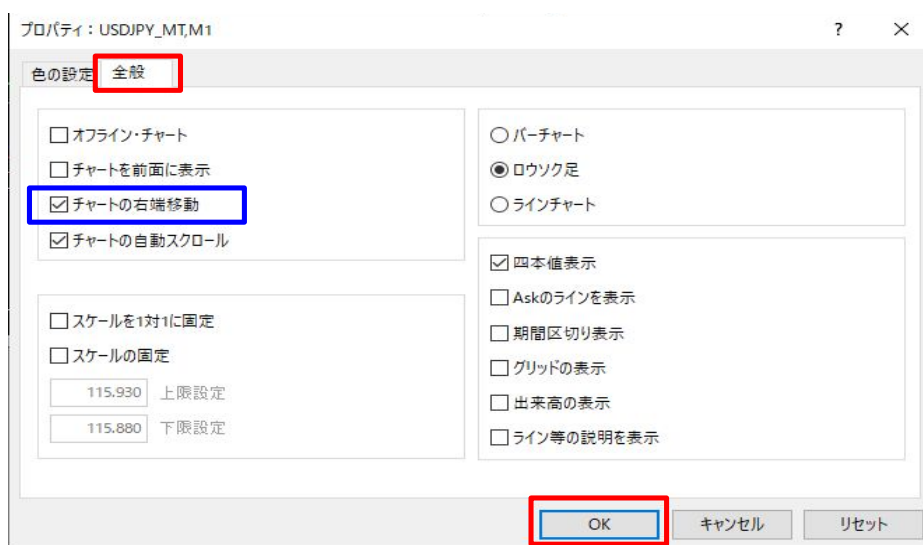 プロパティ：USDJPY_MT,M1
?
色の設定 全般
オフライン・チャート
チャートを前面に表示
チャートの右端移動
チャートの自動スクロール
スケールを1対1に固定
スケールの固定
115.930 上限設定
115.880 下限設定
バーチャート
ロウソク足
ラインチャート
四本値表示
Askのラインを表示
期間区切り表示
グリッドの表示
出来高の表示
ライン等の説明を表示
OK キャンセル リセット